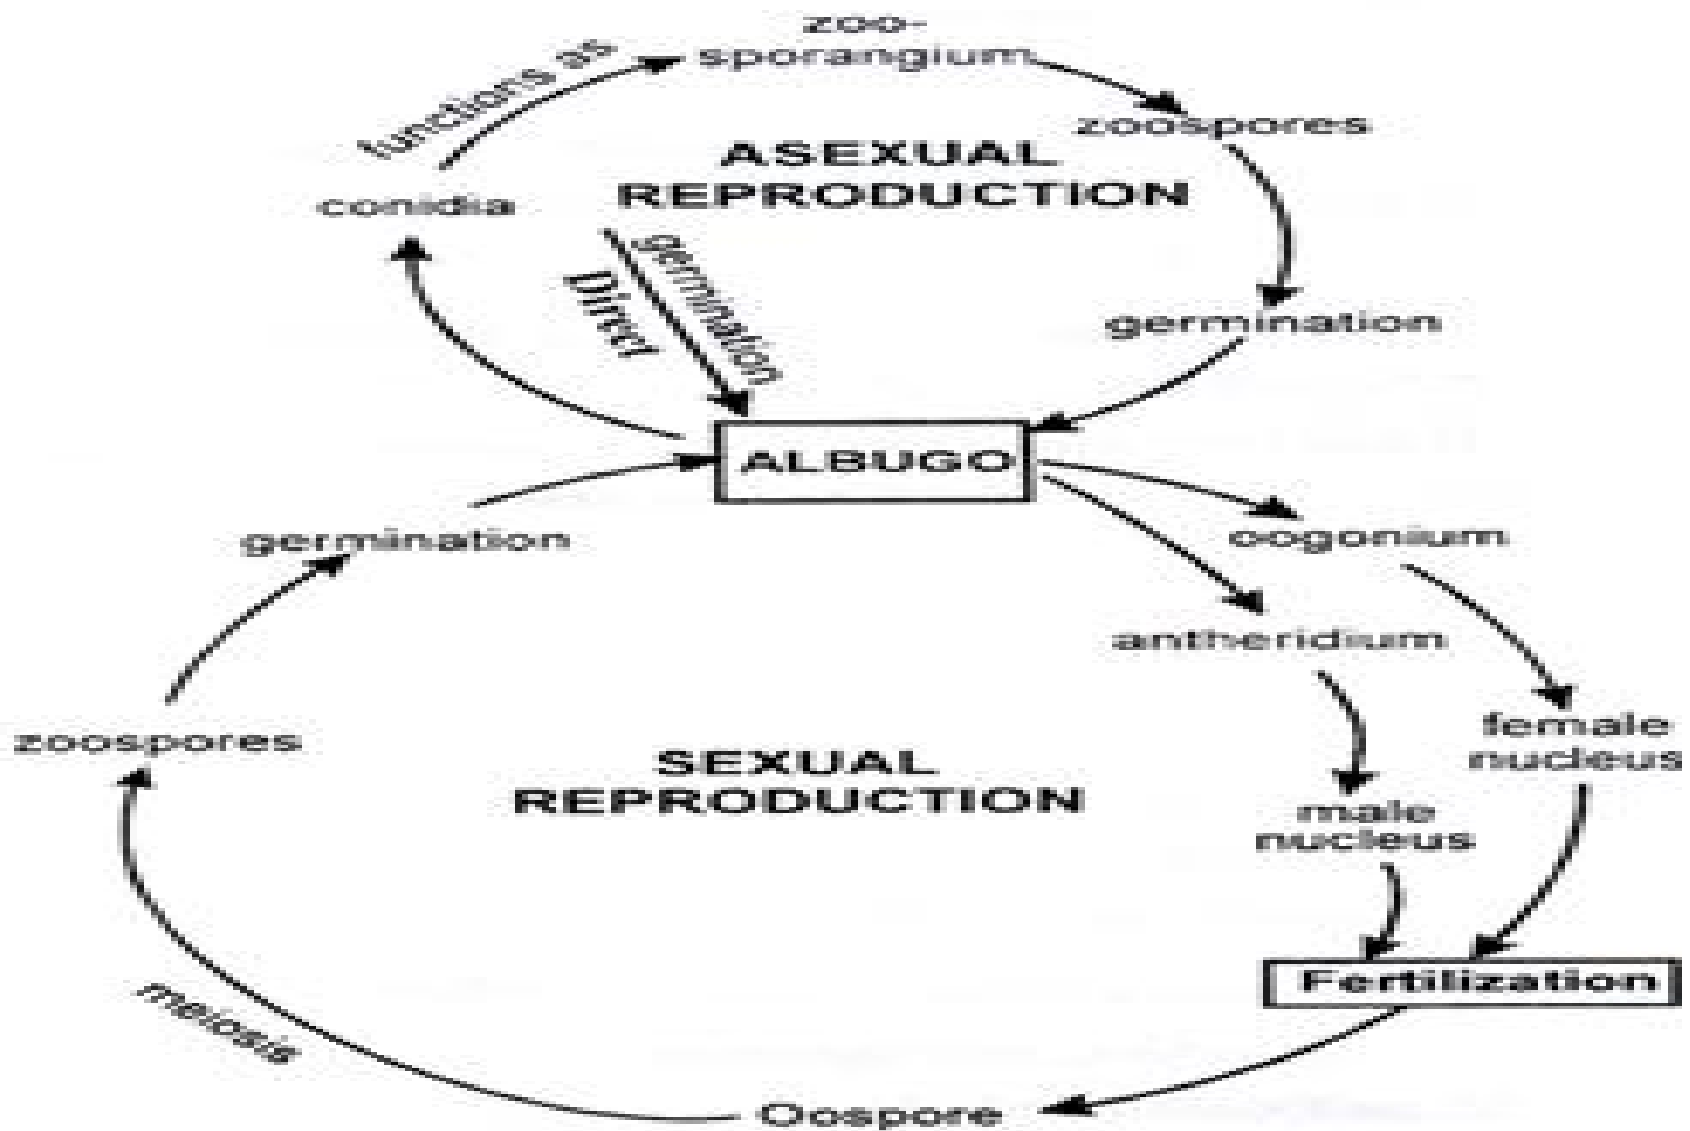 zoo-
sporangium
functions as
zoospores
ASEXUAL
REPRODUCTION
conidia
germination
Direct
germination
ALBUGO
germination
oogonium
antheridium
female
nucleus
zoospores
SEXUAL
REPRODUCTION
male
nucleus
Fertilization
meiosis
Oospore